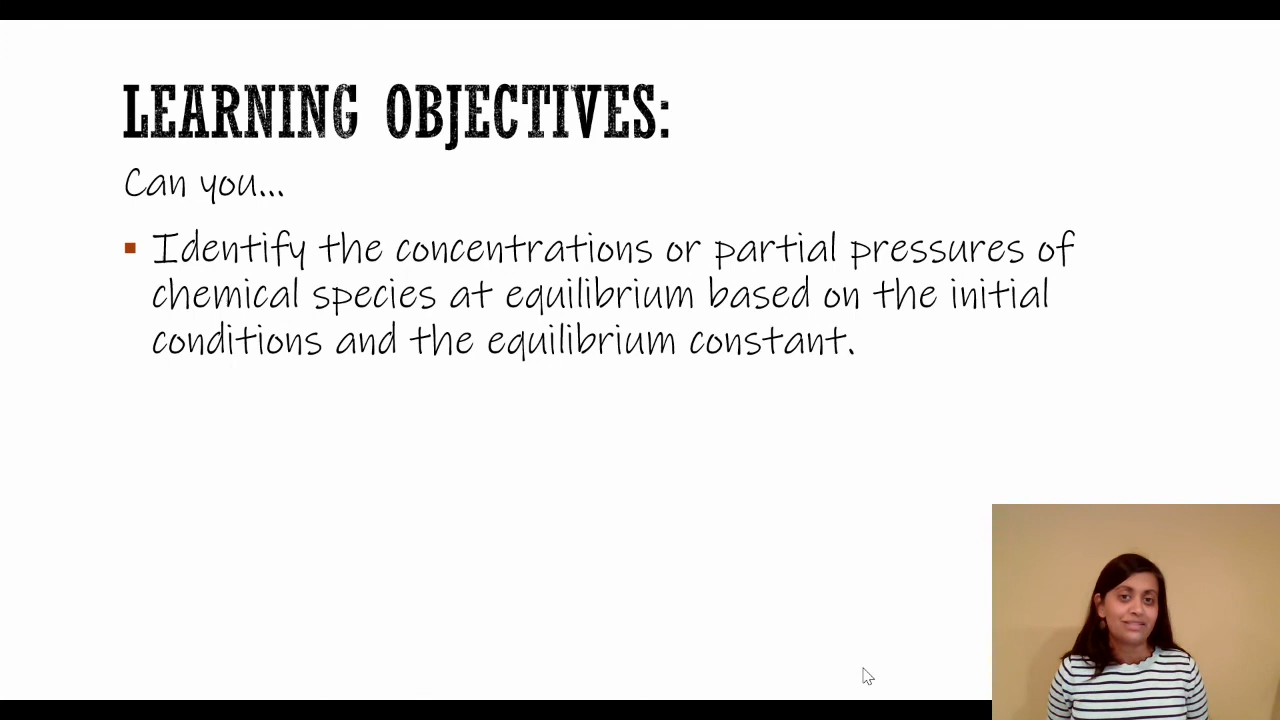 LEARNING OBJECTIVES:
Can you...
▪ Identify the concentrations or partial pressures of
chemical species at equilibrium based on the initial
conditions and the equilibrium constant.